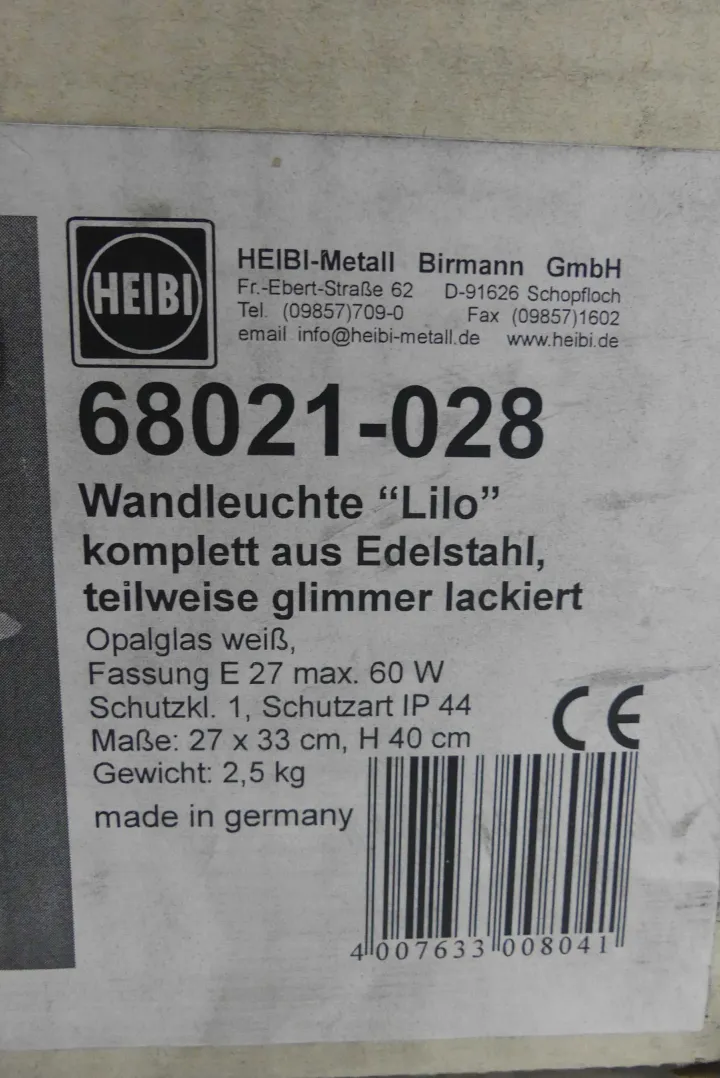 HEIBI
HEIBI-Metall Birmann GmbH
Fr.-Ebert-Straße 62 D-91626 Schopfloch
Tel. (09857)709-0 Fax (09857)1602
email info@heibi-metall.de www.heibi.de
68021-028
Wandleuchte “Lilo”
komplett aus Edelstahl,
teilweise glimmer lackiert
Opalglas weiß,
Fassung E 27 max. 60 W
Schutzkl. 1, Schutzart IP 44
Maße: 27 x 33 cm, H 40 cm
Gewicht: 2,5 kg
made in germany
CE
4 007633 008041